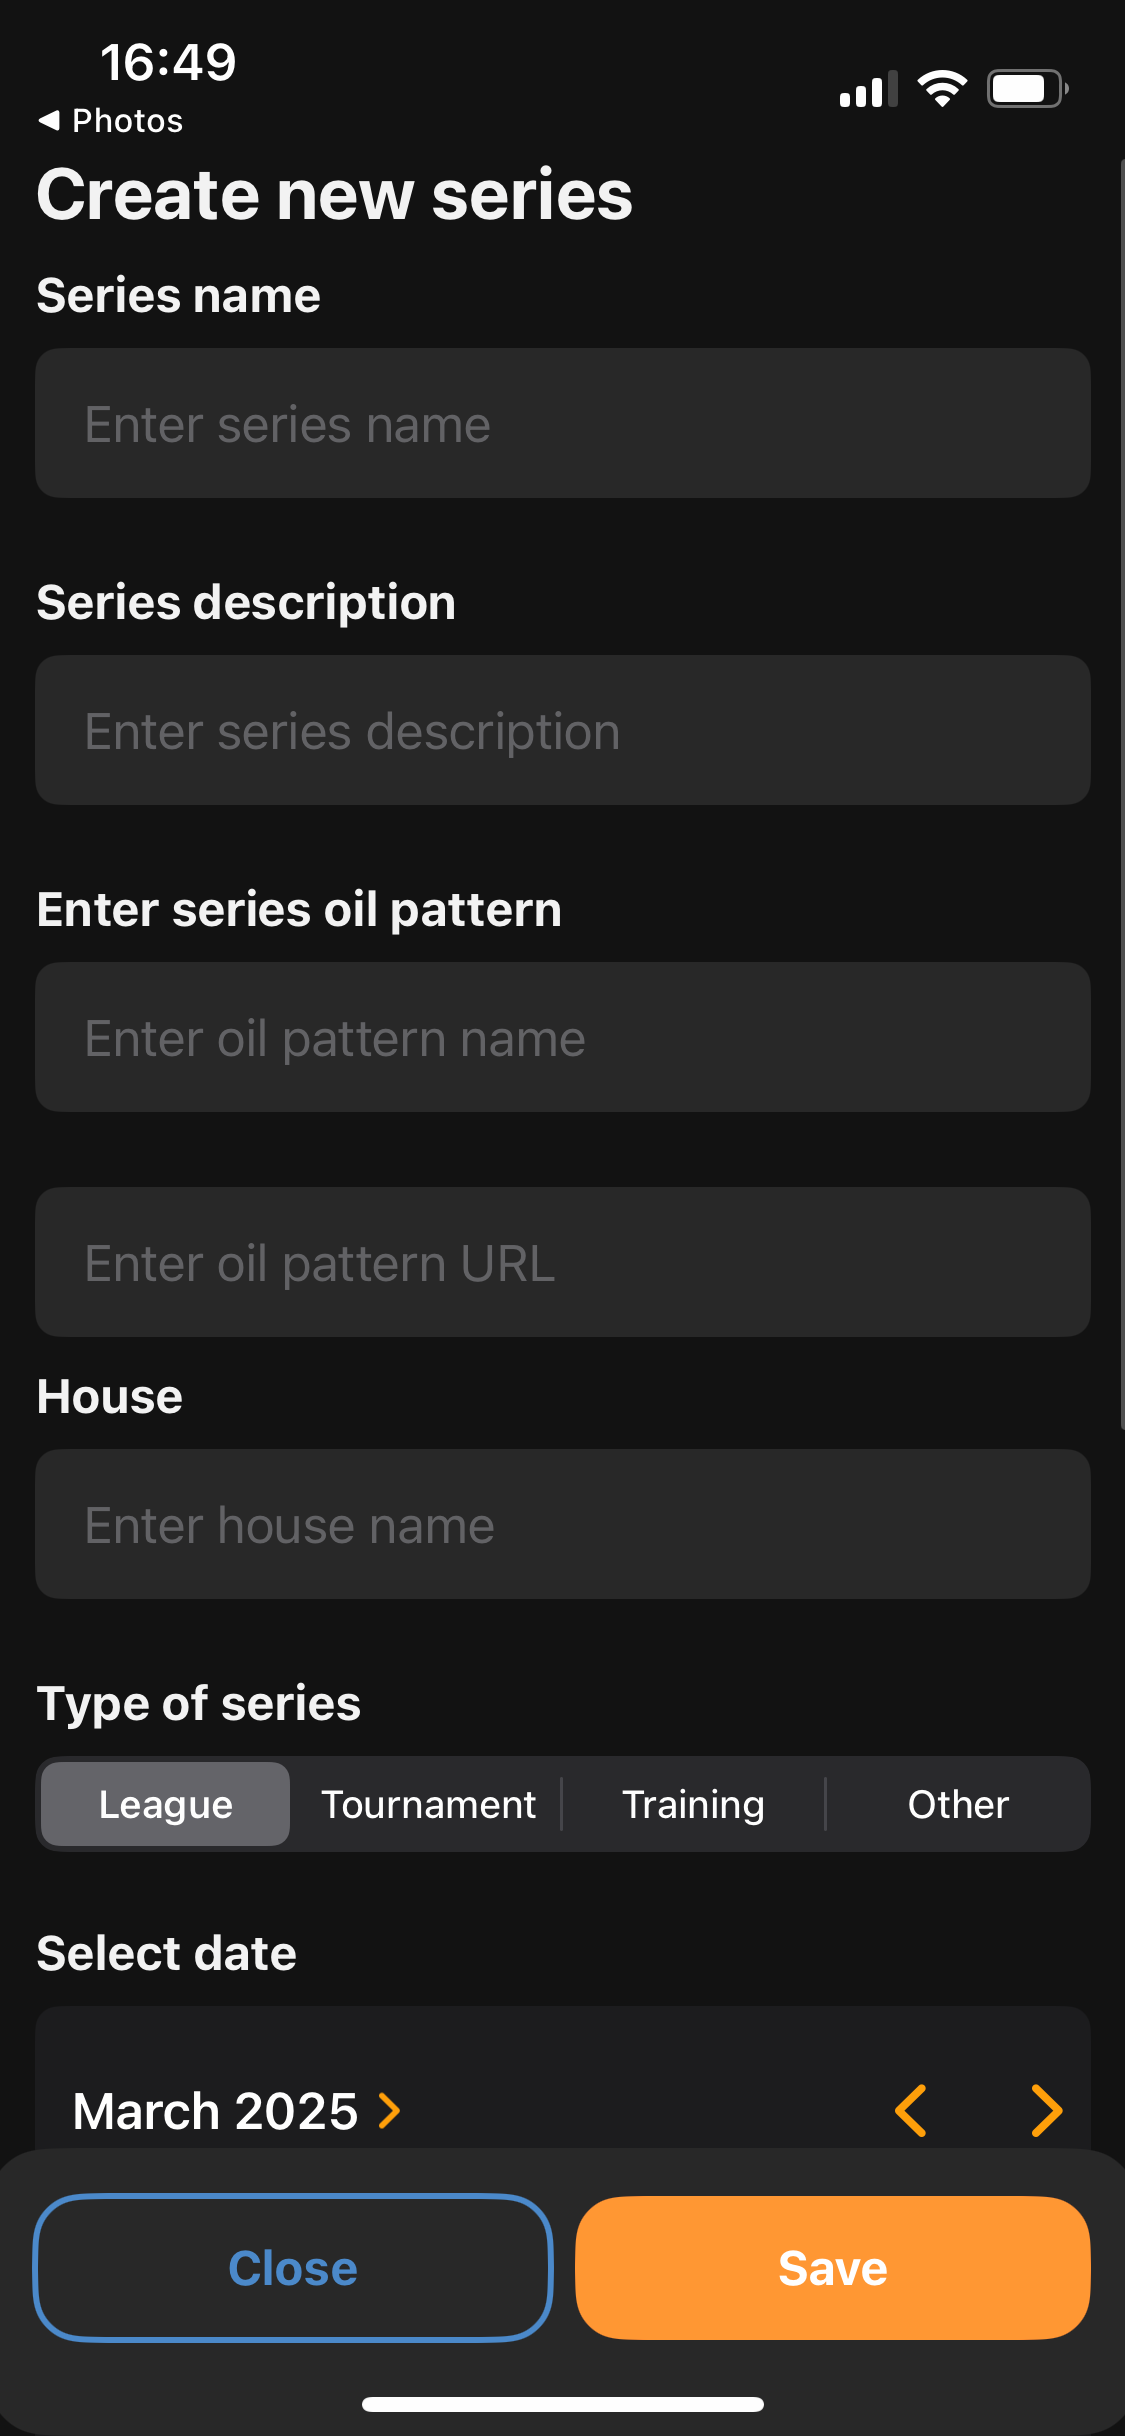 16:49
◀ Photos
Create new series
Series name
Enter series name
Series description
Enter series description
Enter series oil pattern
Enter oil pattern name
Enter oil pattern URL
House
Enter house name
Type of series
League Tournament Training Other
Select date
March 2025
Close Save